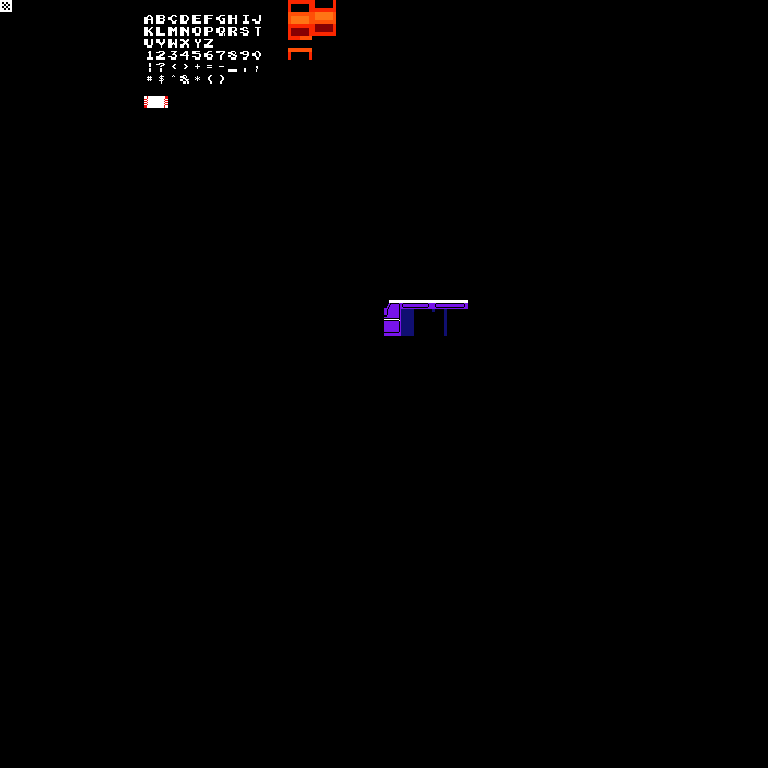 ABCDEFGHIJ
KLMNOPQRST
UVWXYZ
1234567890
!?<>+=-_.,
#$^&*()